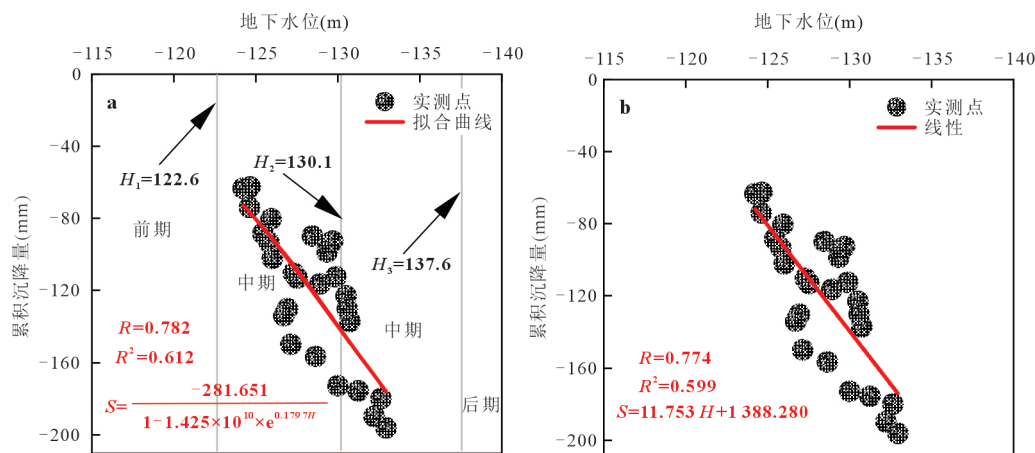 地下水位(m)
-115 -120 -125 -130 -135 -140
累积沉降量(mm)
0
-40
-80
-120
-160
-200
a
实测点
拟合曲线
H₁=122.6
H₂=130.1
H₃=137.6
前期
中期
中期
后期
R=0.782
R²=0.612
S= -281.651 / 1-1.425×10¹⁰×e^0.1797H
地下水位(m)
-115 -120 -125 -130 -135 -140
累积沉降量(mm)
0
-40
-80
-120
-160
-200
b
实测点
线性
R=0.774
R²=0.599
S=11.753 H+1 388.280